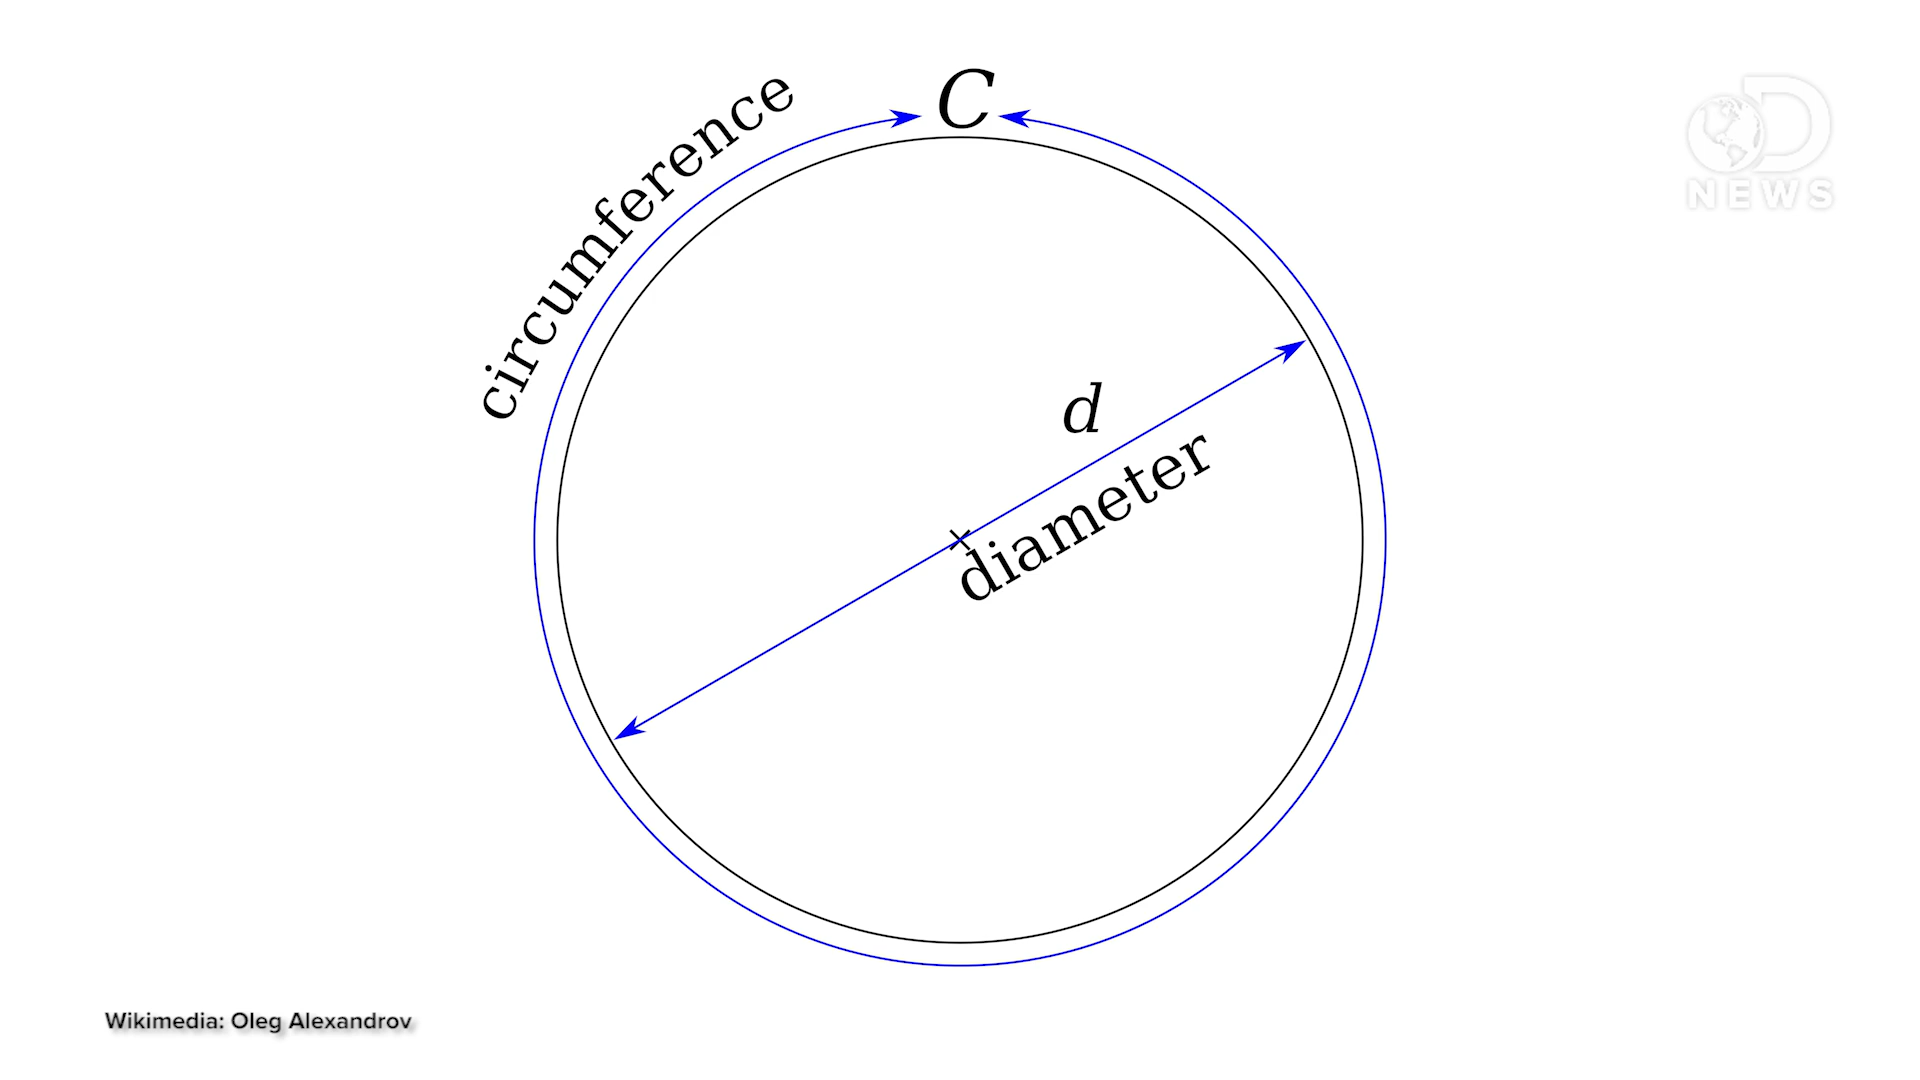 C
circumference
d
diameter
D
NEWS
Wikimedia: Oleg Alexandrov